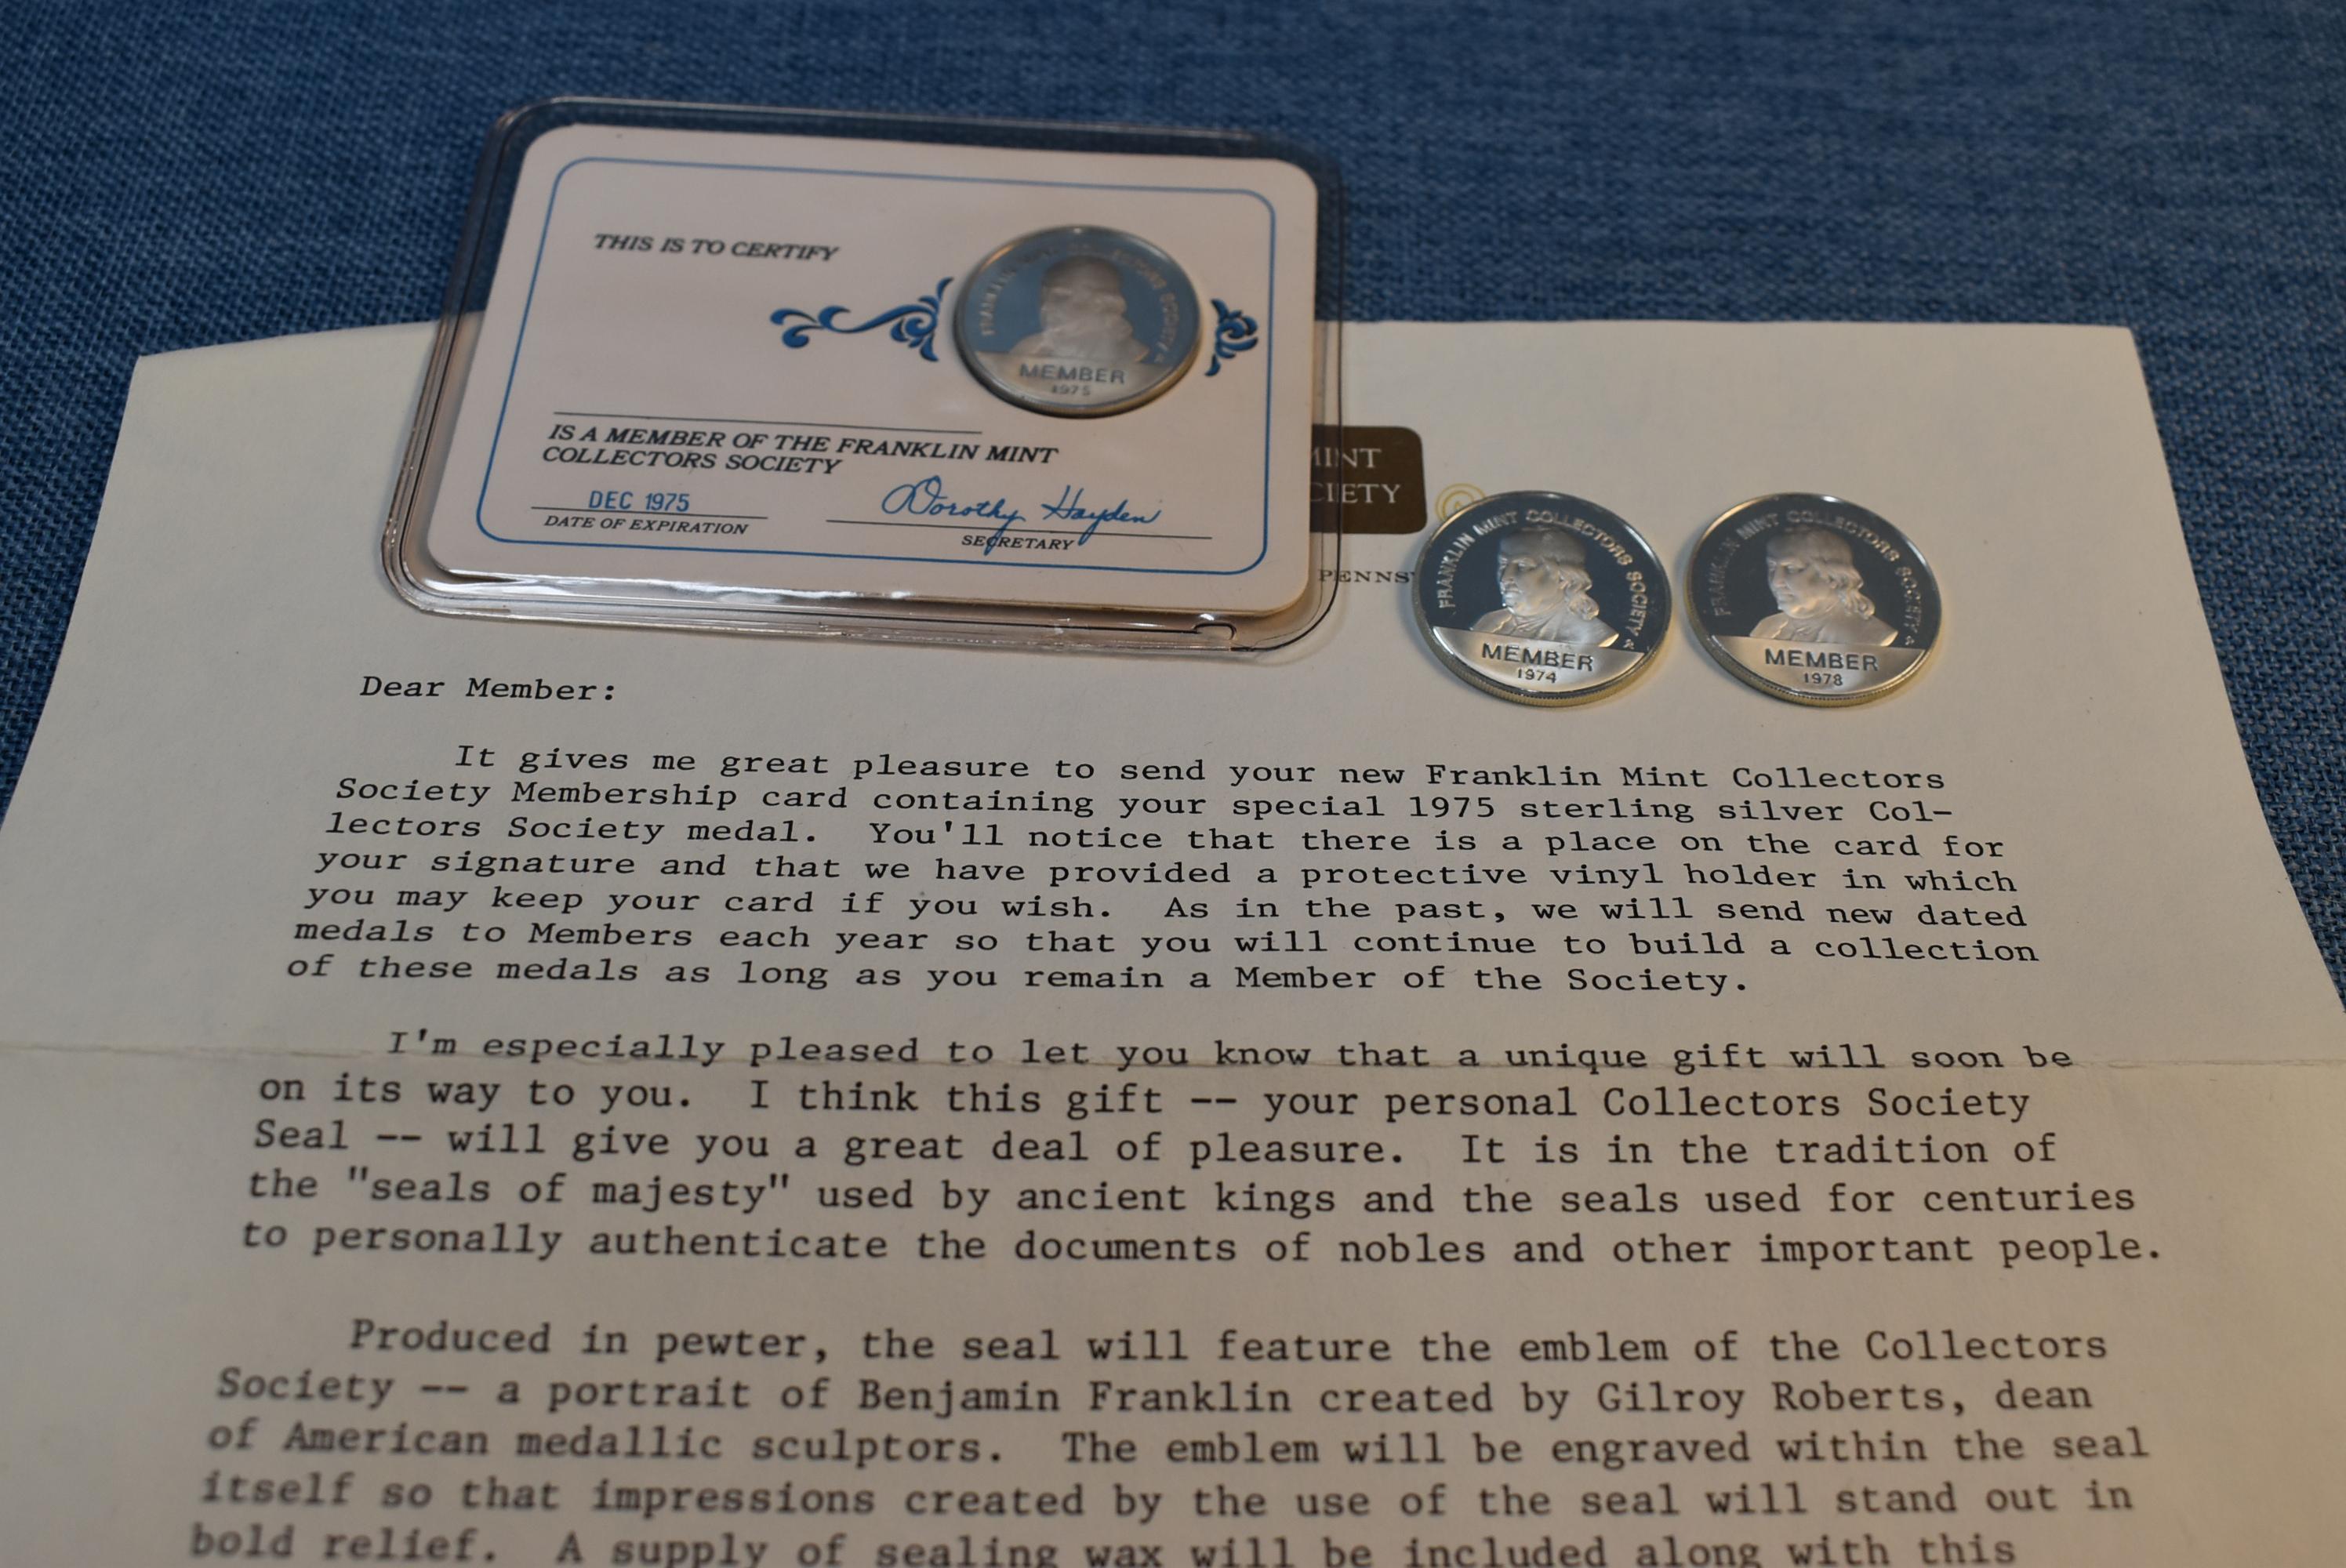 THIS IS TO CERTIFY
FRANKLIN MINT COLLECTORS SOCIETY
MEMBER
1975
IS A MEMBER OF THE FRANKLIN MINT
COLLECTORS SOCIETY
DEC 1975
DATE OF EXPIRATION
Dorothy Hayden
SECRETARY
MINT
CIETY
PENNS
FRANKLIN MINT COLLECTORS SOCIETY
MEMBER
1974
FRANKLIN MINT COLLECTORS SOCIETY
MEMBER
1978
Dear Member:
It gives me great pleasure to send your new Franklin Mint Collectors
Society Membership card containing your special 1975 sterling silver Col-
lectors Society medal. You'll notice that there is a place on the card for
your signature and that we have provided a protective vinyl holder in which
you may keep your card if you wish. As in the past, we will send new dated
medals to Members each year so that you will continue to build a collection
of these medals as long as you remain a Member of the Society.
I'm especially pleased to let you know that a unique gift will soon be
on its way to you. I think this gift -- your personal Collectors Society
Seal -- will give you a great deal of pleasure. It is in the tradition of
the "seals of majesty" used by ancient kings and the seals used for centuries
to personally authenticate the documents of nobles and other important people.
Produced in pewter, the seal will feature the emblem of the Collectors
Society -- a portrait of Benjamin Franklin created by Gilroy Roberts, dean
of American medallic sculptors. The emblem will be engraved within the seal
itself so that impressions created by the use of the seal will stand out in
bold relief. A supply of sealing wax will be included along with this